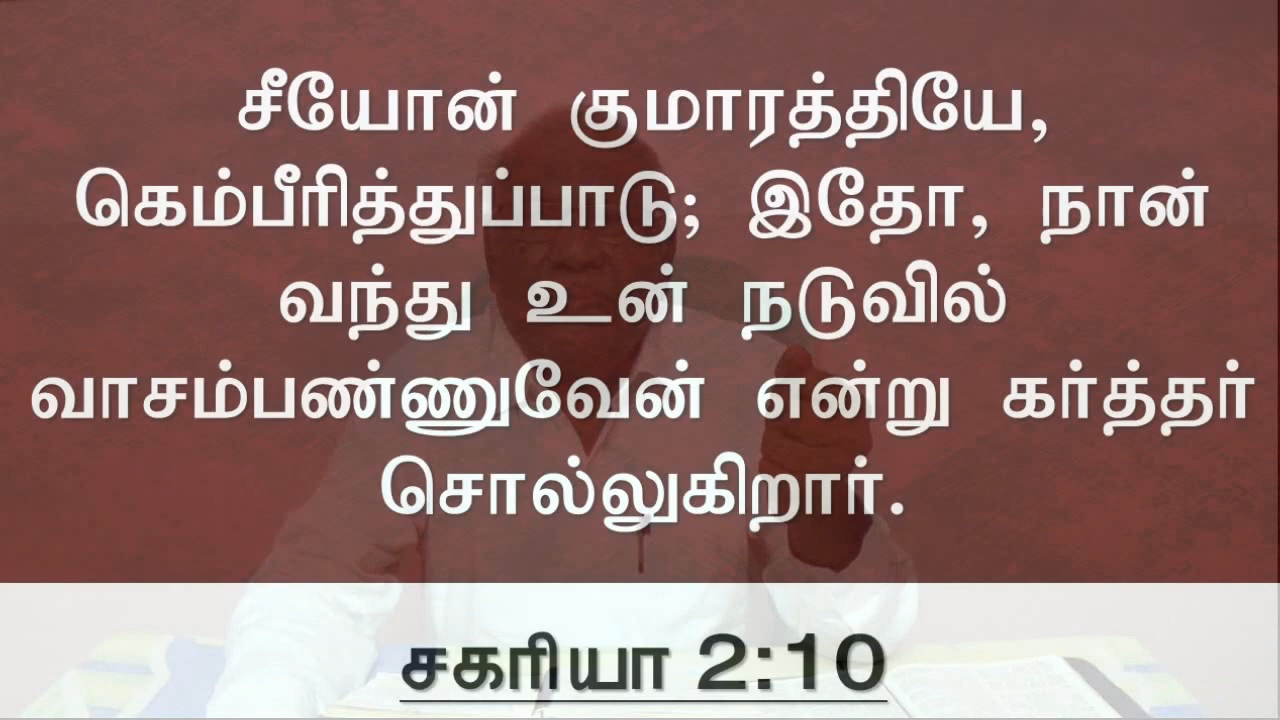 சீயோன் குமாரத்தியே,
கெம்பீரித்துப்பாடு; இதோ, நான்
வந்து உன் நடுவில்
வாசம்பண்ணுவேன் என்று கர்த்தர்
சொல்லுகிறார்.
சகரியா 2:10